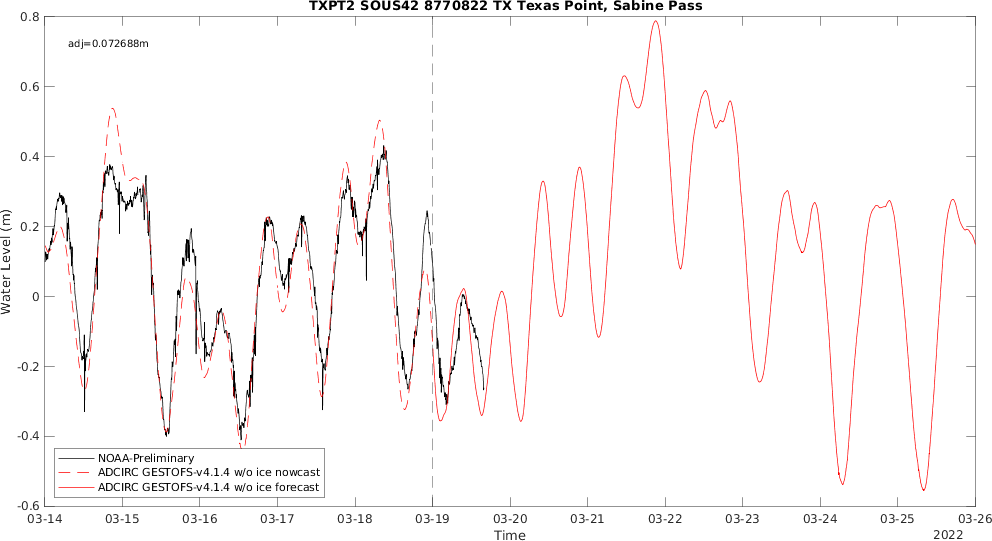 TXPT2 SOUS42 8770822 TX Texas Point, Sabine Pass
adj=0.072688m
Water Level (m)
0.8
0.6
0.4
0.2
0
-0.2
-0.4
-0.6
NOAA-Preliminary
ADCIRC GESTOFS-v4.1.4 w/o ice nowcast
ADCIRC GESTOFS-v4.1.4 w/o ice forecast
03-14 03-15 03-16 03-17 03-18 03-19 03-20 03-21 03-22 03-23 03-24 03-25 03-26
Time
2022